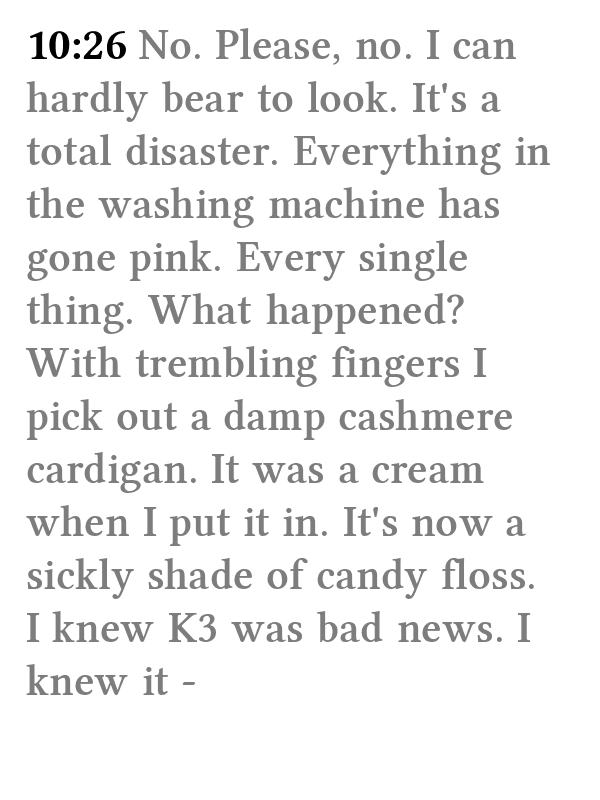 10:26 No. Please, no. I can
hardly bear to look. It's a
total disaster. Everything in
the washing machine has
gone pink. Every single
thing. What happened?
With trembling fingers I
pick out a damp cashmere
cardigan. It was a cream
when I put it in. It's now a
sickly shade of candy floss.
I knew K3 was bad news. I
knew it -